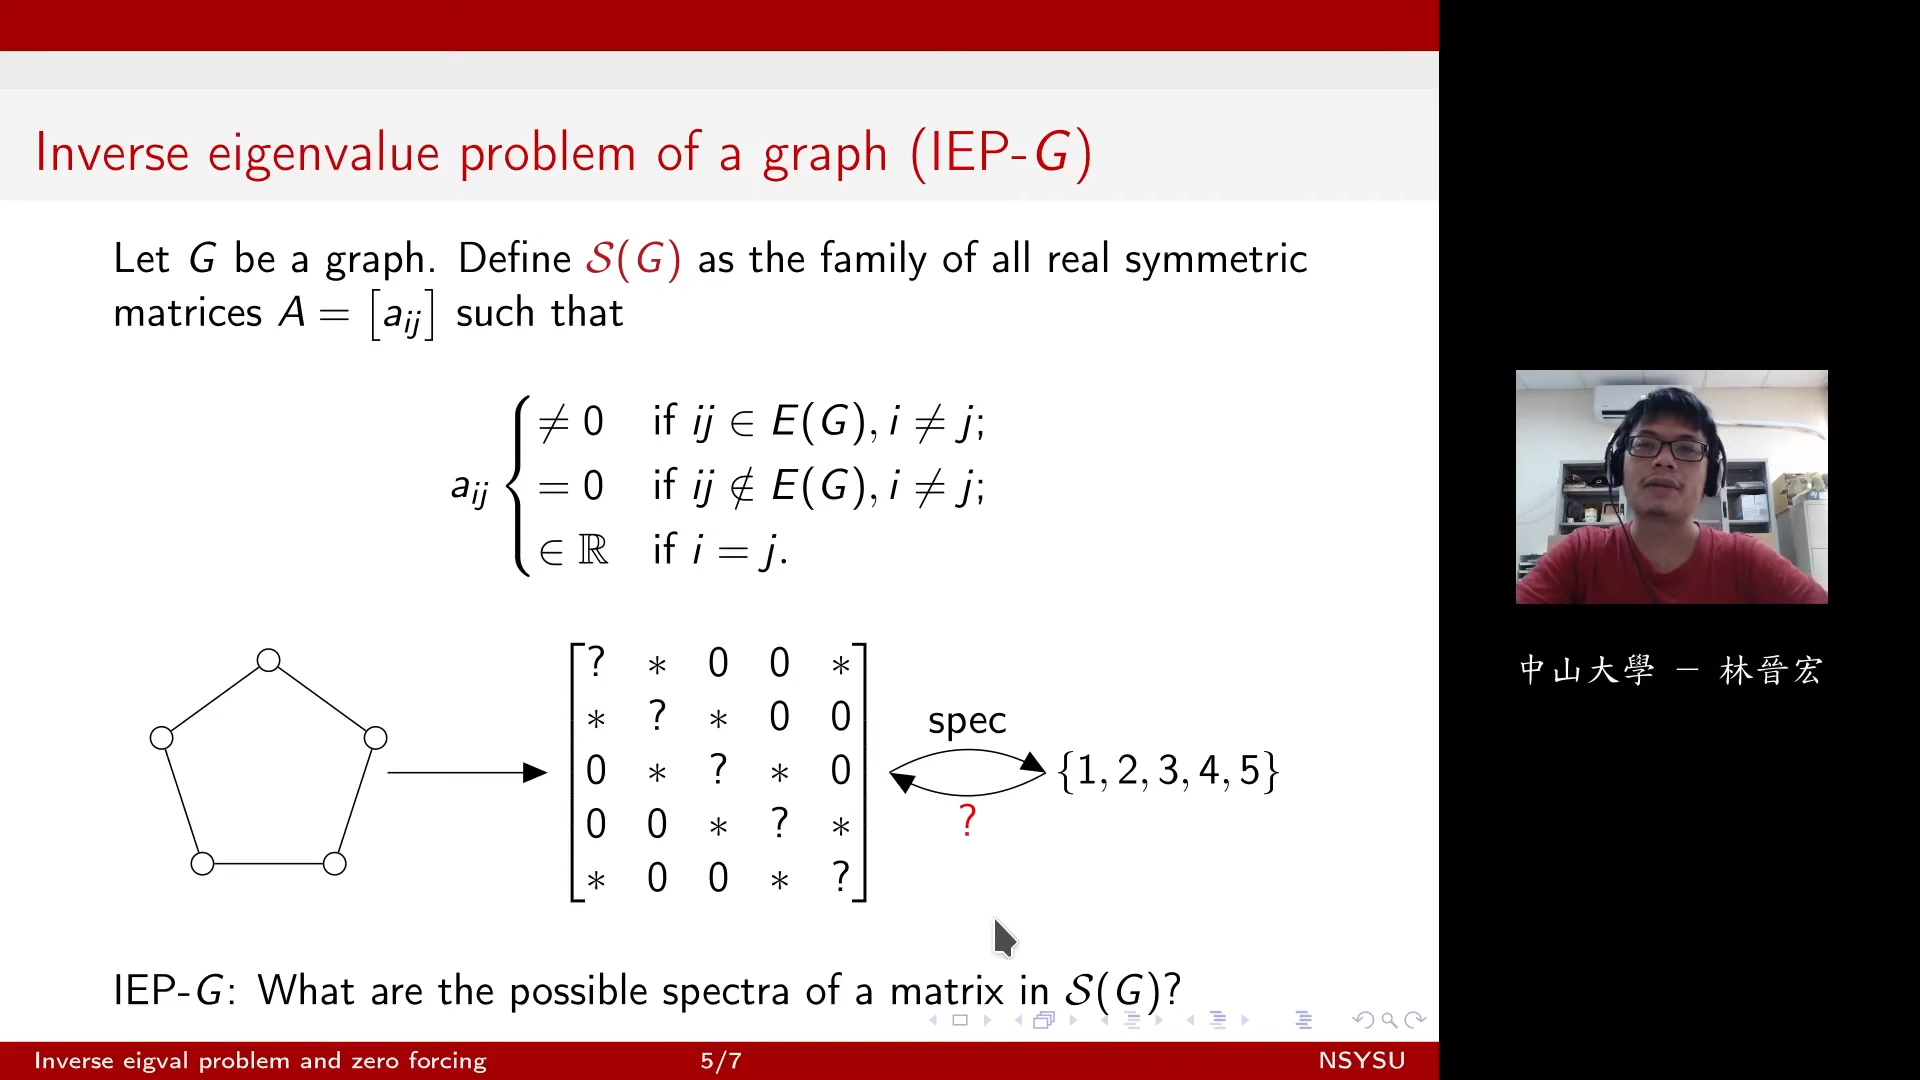 Inverse eigenvalue problem of a graph (IEP-G)
Let G be a graph. Define 𝒮(G) as the family of all real symmetric
matrices A = [a_ij] such that
≠ 0 if ij ∈ E(G), i ≠ j;
a_ij { = 0 if ij ∉ E(G), i ≠ j;
∈ ℝ if i = j.
? * 0 0 *
* ? * 0 0
0 * ? * 0
0 0 * ? *
* 0 0 * ?
spec
{1, 2, 3, 4, 5}
?
IEP-G: What are the possible spectra of a matrix in 𝒮(G)?
Inverse eigval problem and zero forcing 5/7 NSYSU
中山大學 – 林晉宏